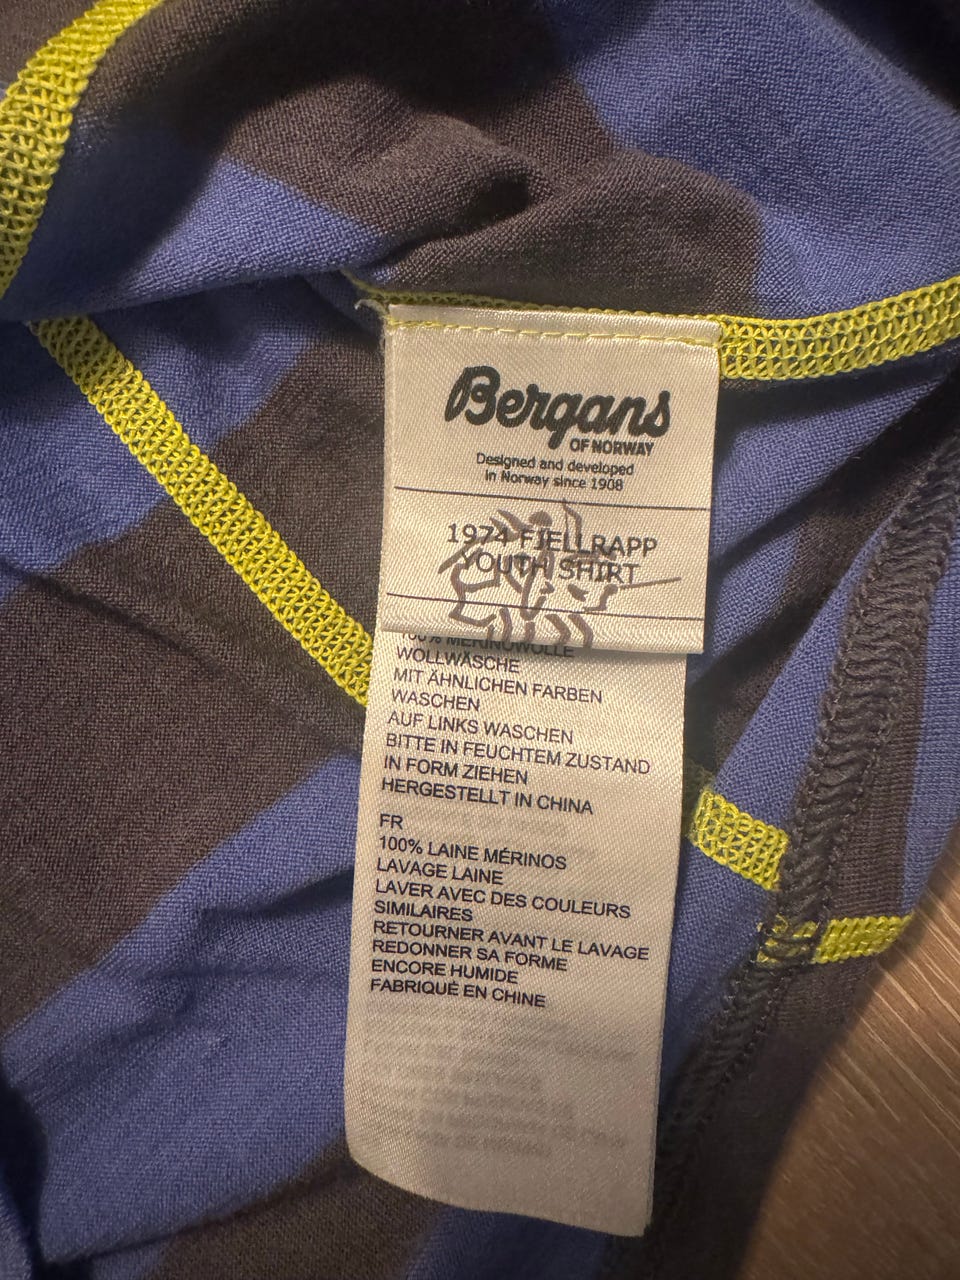 Bergans
OF NORWAY
Designed and developed
in Norway since 1908
1974 FJELLRAPP
YOUTH SHIRT
100% MERINOWOLLE
WOLLWÄSCHE
MIT ÄHNLICHEN FARBEN
WASCHEN
AUF LINKS WASCHEN
BITTE IN FEUCHTEM ZUSTAND
IN FORM ZIEHEN
HERGESTELLT IN CHINA
FR
100% LAINE MÉRINOS
LAVAGE LAINE
LAVER AVEC DES COULEURS
SIMILAIRES
RETOURNER AVANT LE LAVAGE
REDONNER SA FORME
ENCORE HUMIDE
FABRIQUÉ EN CHINE